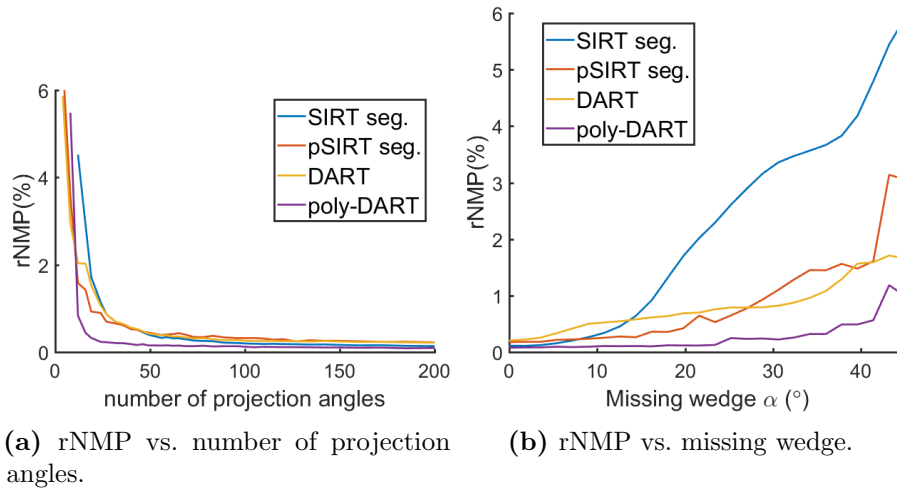 6
4
2
0
rNMP(%)
SIRT seg.
pSIRT seg.
DART
poly-DART
0 50 100 150 200
number of projection angles
(a) rNMP vs. number of projection
angles.
6
5
4
3
2
1
0
rNMP(%)
SIRT seg.
pSIRT seg.
DART
poly-DART
0 10 20 30 40
Missing wedge α (°)
(b) rNMP vs. missing wedge.